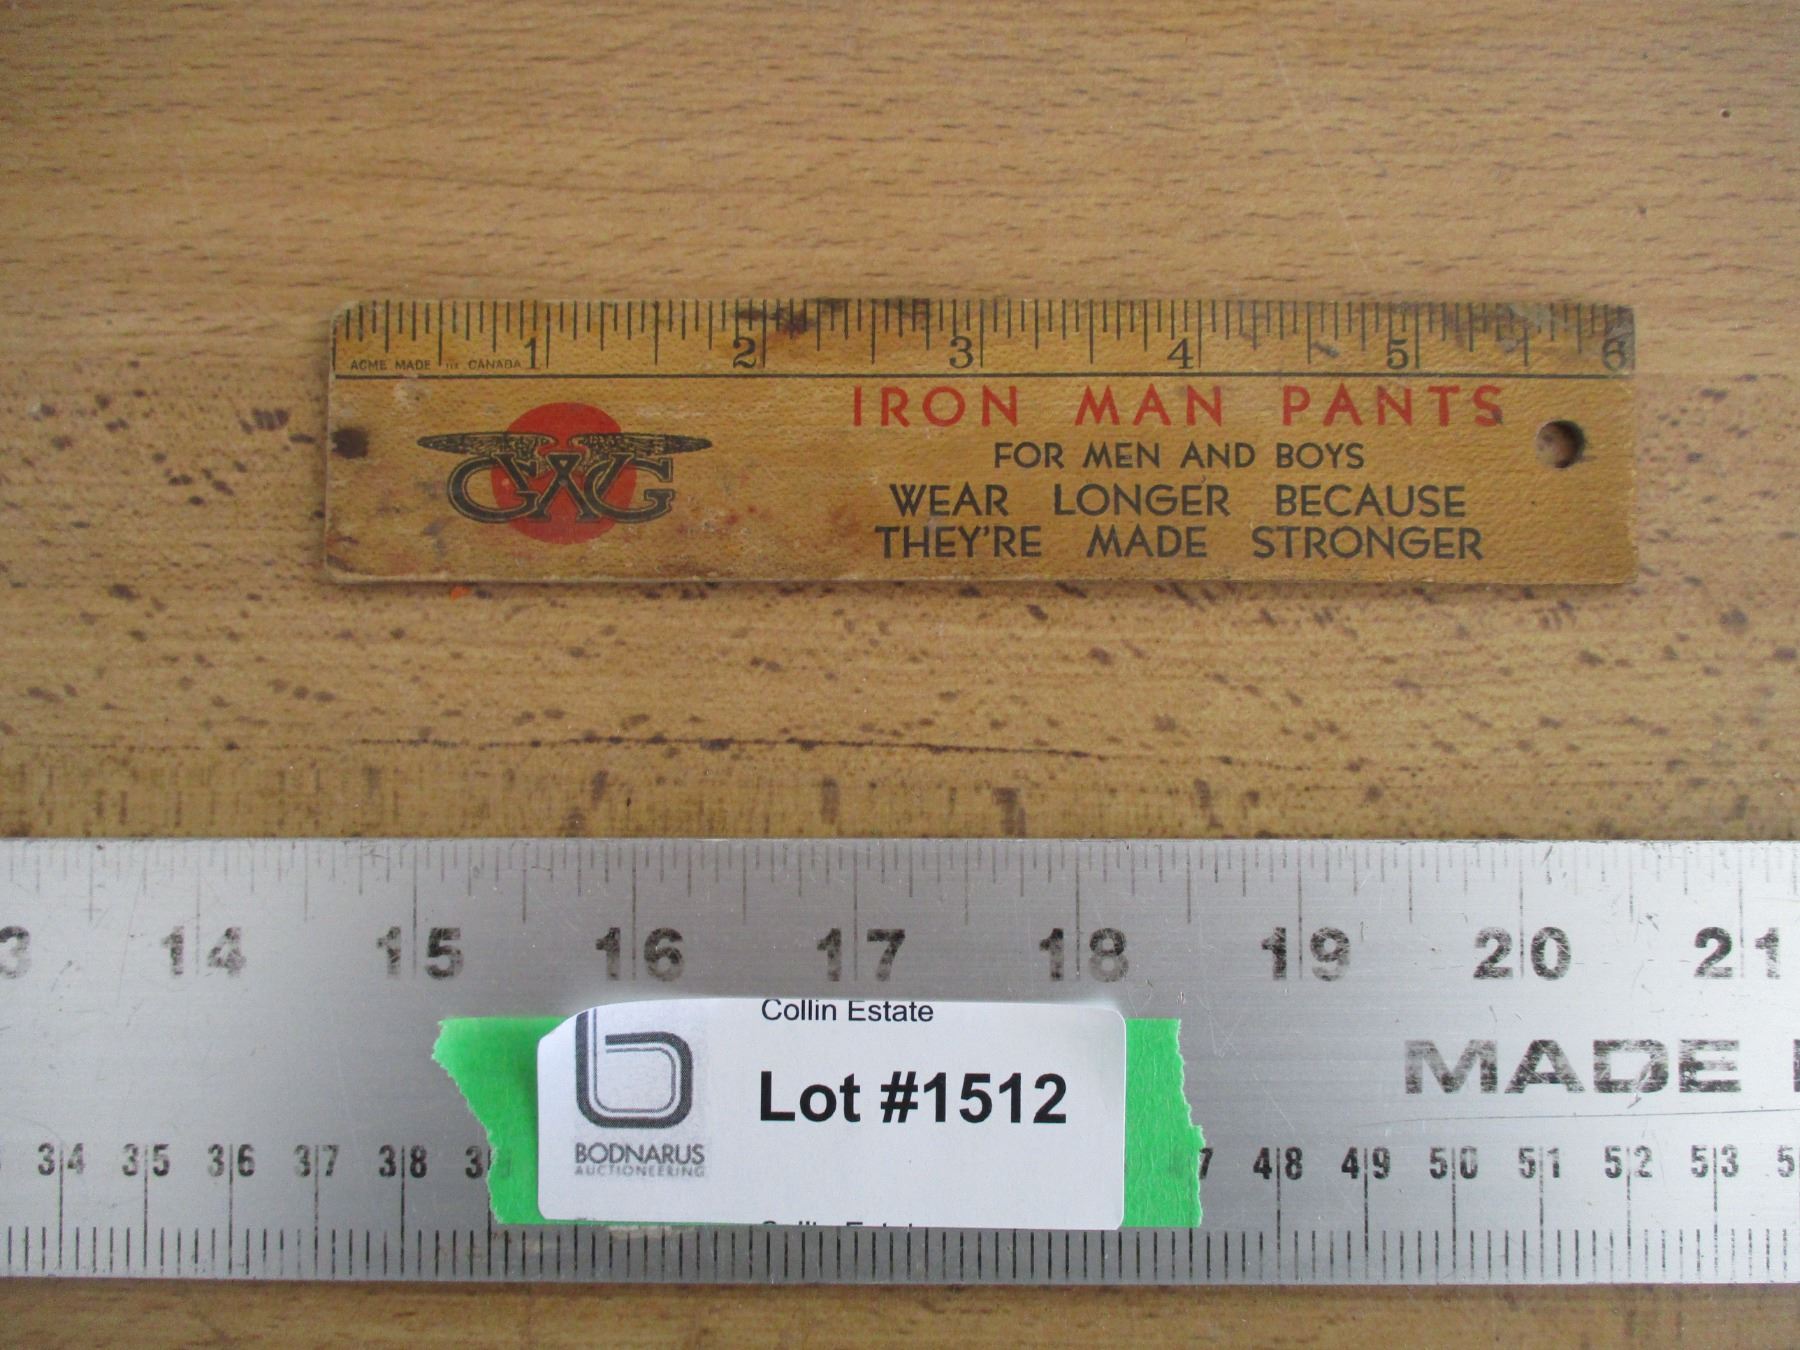 1 2 3 4 5 6
ACME MADE IN CANADA
GWG
IRON MAN PANTS
FOR MEN AND BOYS
WEAR LONGER BECAUSE
THEY'RE MADE STRONGER
14 15 16 17 18 19 20 21
Collin Estate
Lot #1512
BODNARUS
AUCTIONEERING
MADE
34 35 36 37 38 48 49 50 51 52 53